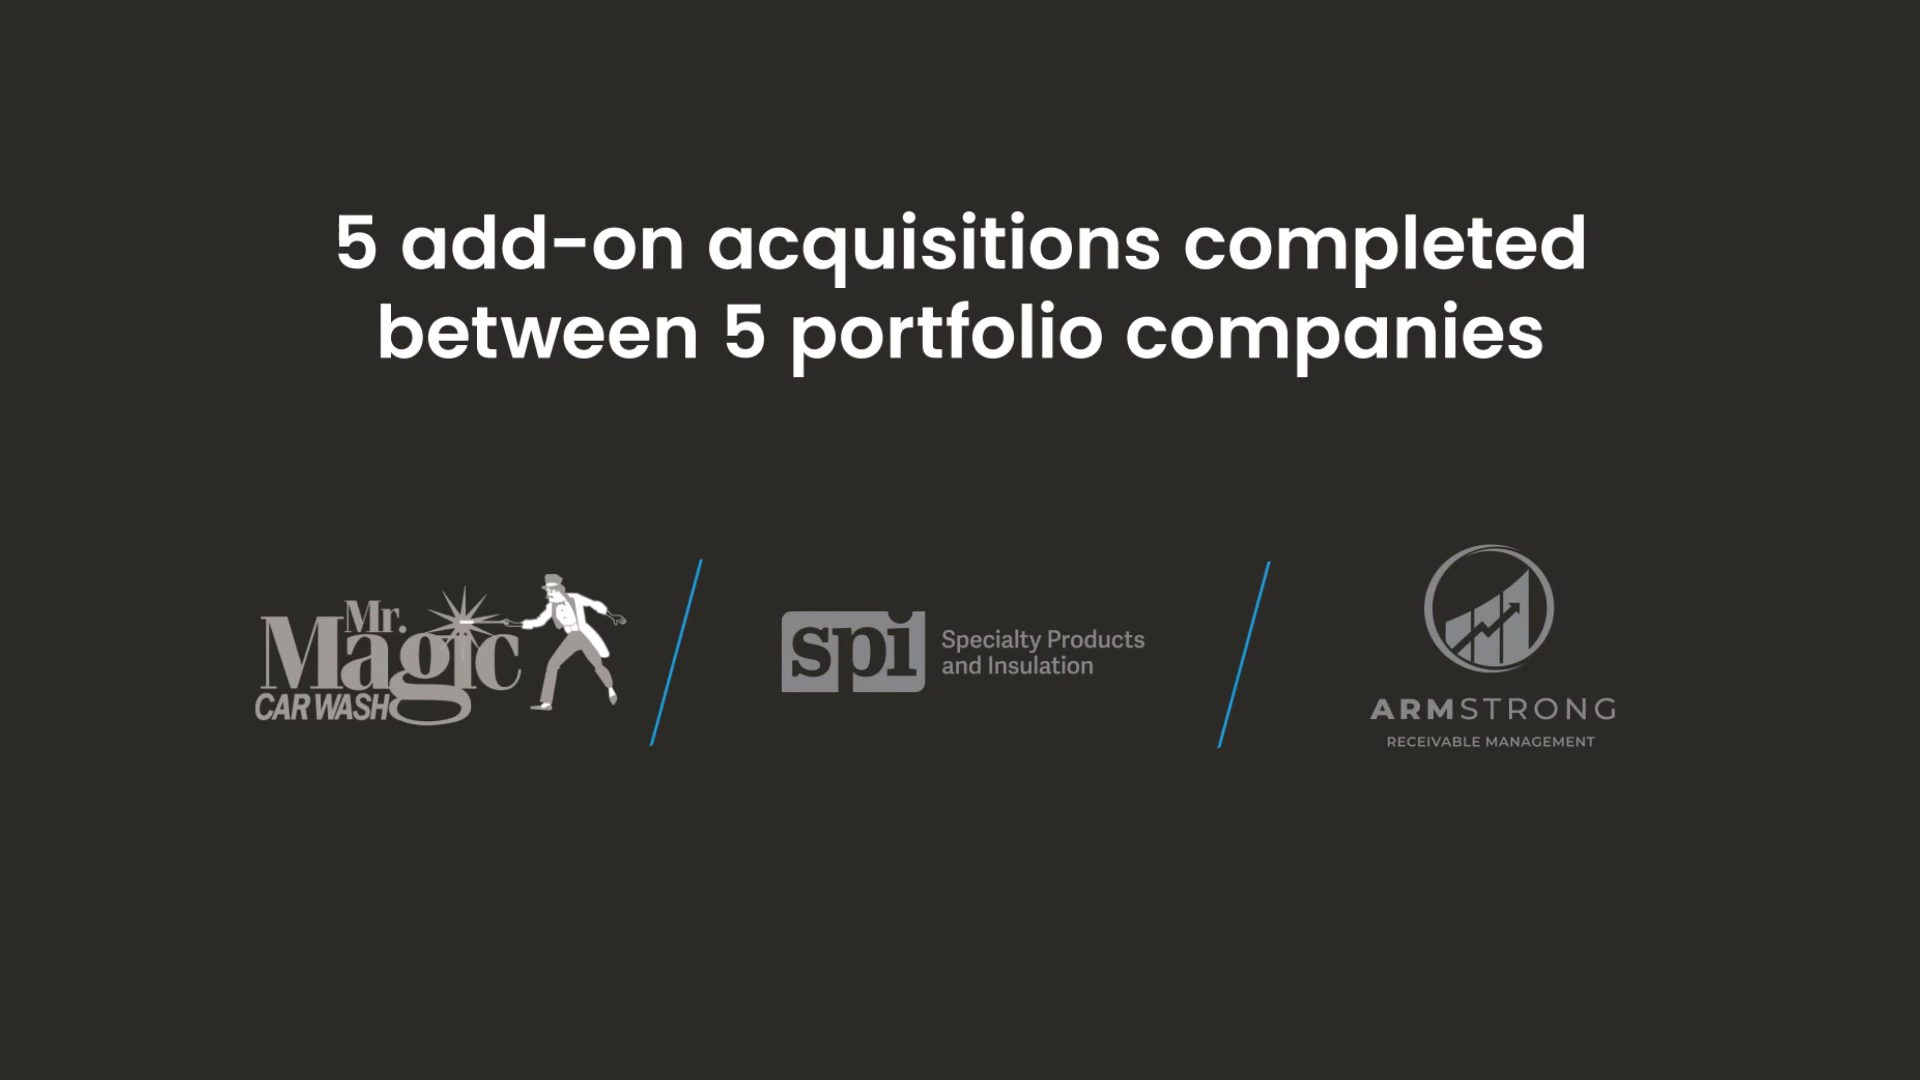 5 add-on acquisitions completed
between 5 portfolio companies
Mr.
Magic
CAR WASH
spi
Specialty Products
and Insulation
ARMSTRONG
RECEIVABLE MANAGEMENT